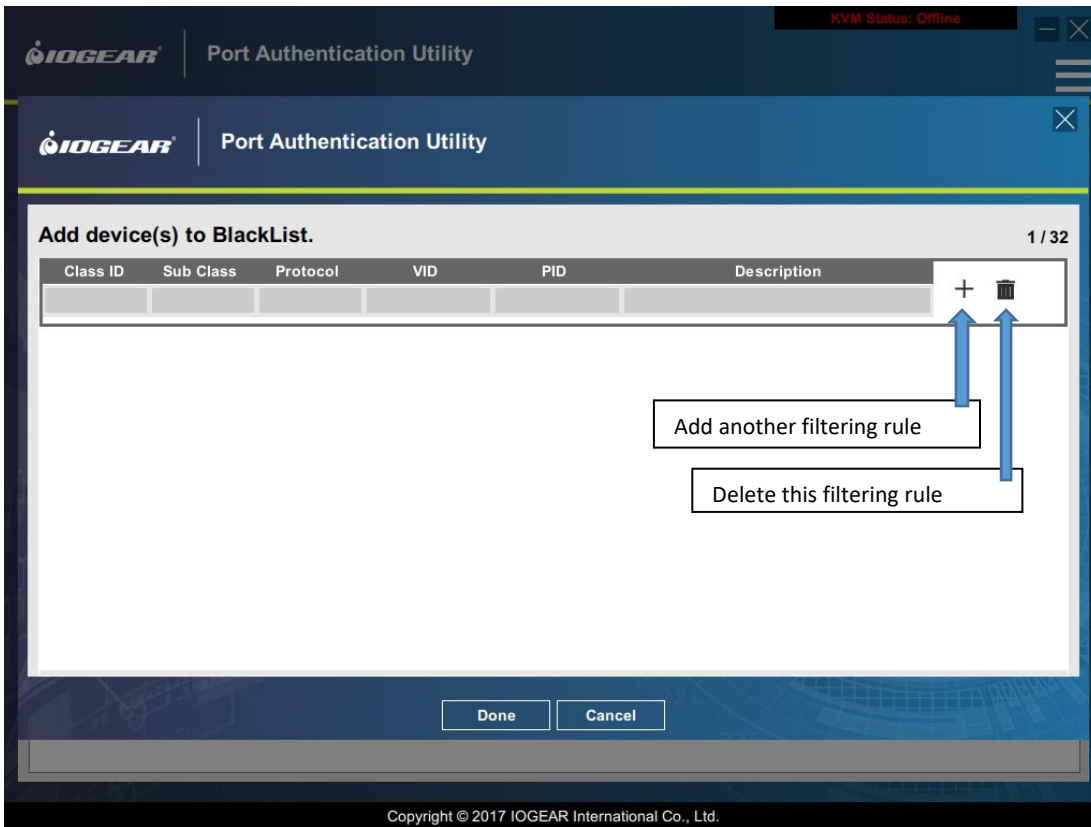 KVM Status: Offline
IOGEAR Port Authentication Utility
IOGEAR Port Authentication Utility
Add device(s) to BlackList. 1 / 32
Class ID Sub Class Protocol VID PID Description
Add another filtering rule
Delete this filtering rule
Done Cancel
Copyright © 2017 IOGEAR International Co., Ltd.